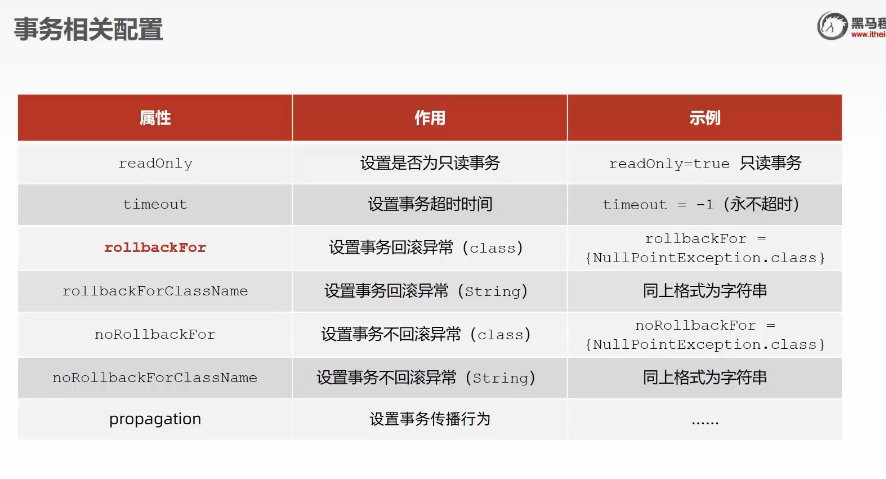 事务相关配置
黑马程
www.ithei
属性 作用 示例
readOnly 设置是否为只读事务 readOnly=true 只读事务
timeout 设置事务超时时间 timeout = -1（永不超时）
rollbackFor 设置事务回滚异常（class） rollbackFor =
{NullPointException.class}
rollbackForClassName 设置事务回滚异常（String） 同上格式为字符串
noRollbackFor 设置事务不回滚异常（class） noRollbackFor =
{NullPointException.class}
noRollbackForClassName 设置事务不回滚异常（String） 同上格式为字符串
propagation 设置事务传播行为 ……